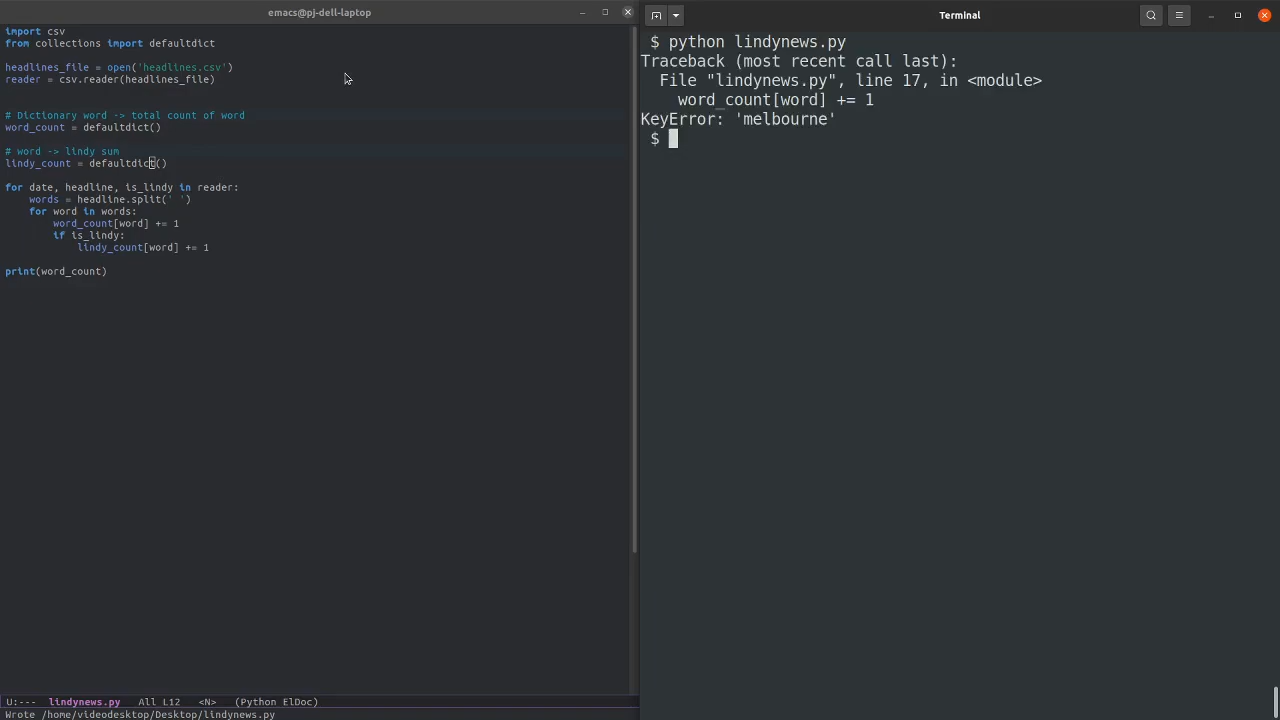 emacs@pj-dell-laptop
import csv
from collections import defaultdict
headlines_file = open('headlines.csv')
reader = csv.reader(headlines_file)
# Dictionary word -> total count of word
word_count = defaultdict()
# word -> lindy sum
lindy_count = defaultdict()
for date, headline, is_lindy in reader:
    words = headline.split(' ')
    for word in words:
        word_count[word] += 1
        if is_lindy:
            lindy_count[word] += 1
print(word_count)
U:---  lindynews.py   All L12   <N>   (Python ElDoc)
Wrote /home/videodesktop/Desktop/lindynews.py
Terminal
$ python lindynews.py
Traceback (most recent call last):
  File "lindynews.py", line 17, in <module>
    word_count[word] += 1
KeyError: 'melbourne'
$